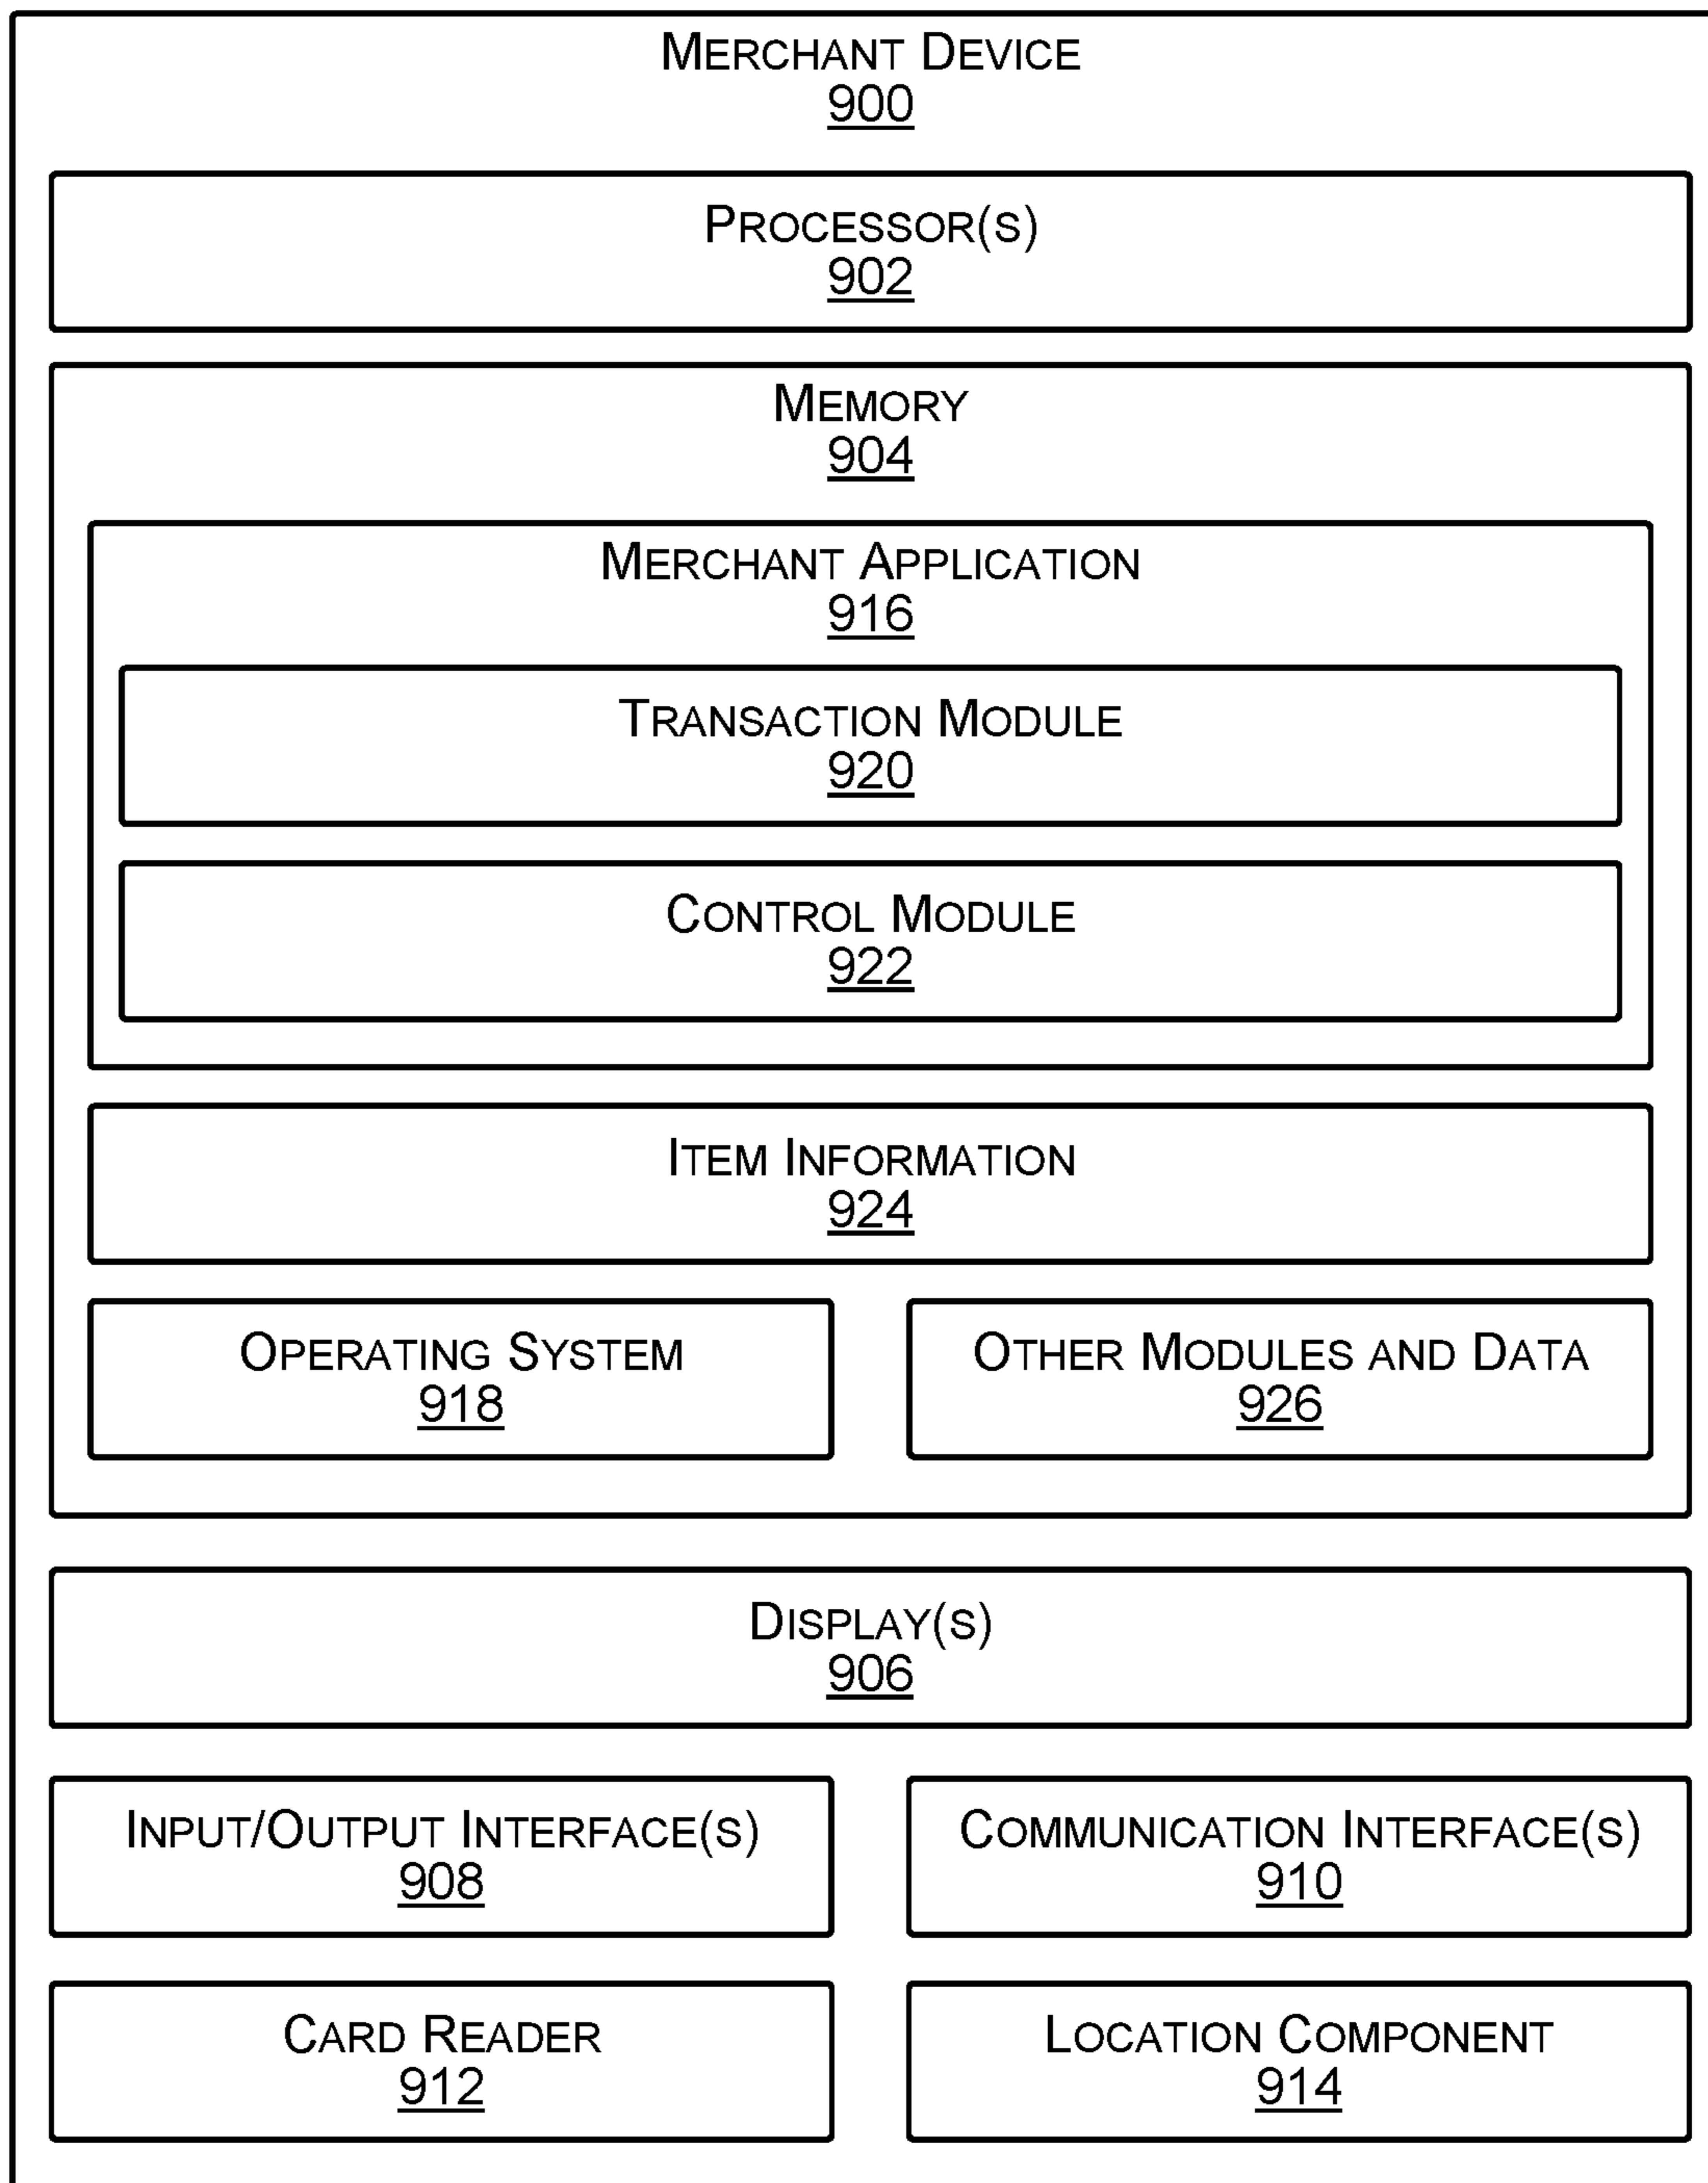 MERCHANT DEVICE
900
PROCESSOR(S)
902
MEMORY
904
MERCHANT APPLICATION
916
TRANSACTION MODULE
920
CONTROL MODULE
922
ITEM INFORMATION
924
OPERATING SYSTEM
918
OTHER MODULES AND DATA
926
DISPLAY(S)
906
INPUT/OUTPUT INTERFACE(S)
908
COMMUNICATION INTERFACE(S)
910
CARD READER
912
LOCATION COMPONENT
914